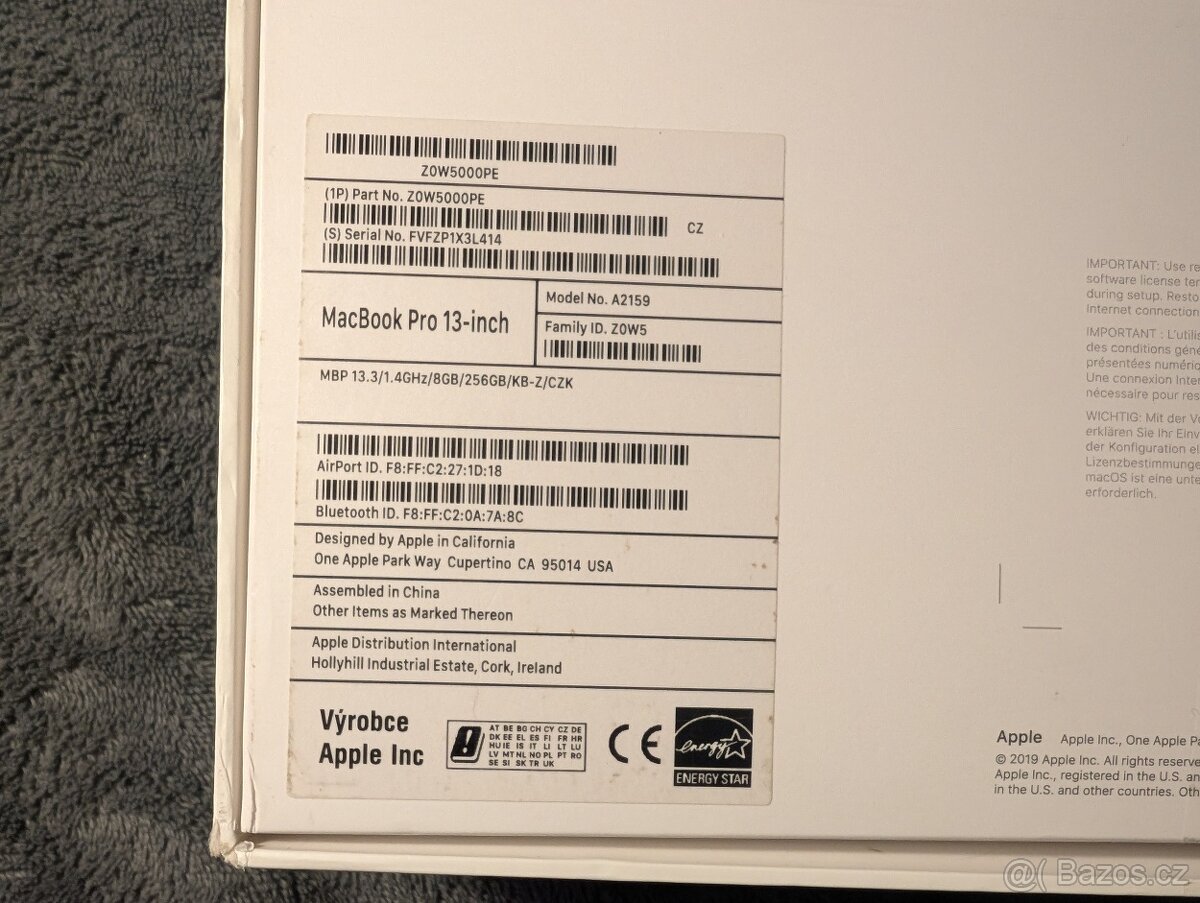 Z0W5000PE
(1P) Part No. Z0W5000PE
CZ
(S) Serial No. FVFZP1X3L414
MacBook Pro 13-inch
Model No. A2159
Family ID. Z0W5
MBP 13.3/1.4GHz/8GB/256GB/KB-Z/CZK
AirPort ID. F8:FF:C2:27:1D:18
Bluetooth ID. F8:FF:C2:0A:7A:8C
Designed by Apple in California
One Apple Park Way Cupertino CA 95014 USA
Assembled in China
Other Items as Marked Thereon
Apple Distribution International
Hollyhill Industrial Estate, Cork, Ireland
Výrobce
Apple Inc
AT BE BG CH CY CZ DE
DK EE EL ES FI FR HR
HU IE IS IT LI LT LU
LV MT NL NO PL PT RO
SE SI SK TR UK
CE
energy
ENERGY STAR
IMPORTANT: Use re
software license ter
during setup. Resto
Internet connection
IMPORTANT : L'utilis
des conditions géné
présentées numériq
Une connexion Inter
nécessaire pour res
WICHTIG: Mit der Ve
erklären Sie Ihr Einv
der Konfiguration el
Lizenzbestimmunge
macOS ist eine unte
erforderlich.
Apple Apple Inc., One Apple Pa
© 2019 Apple Inc. All rights reserve
Apple Inc., registered in the U.S. an
in the U.S. and other countries. Oth
@( Bazos.cz